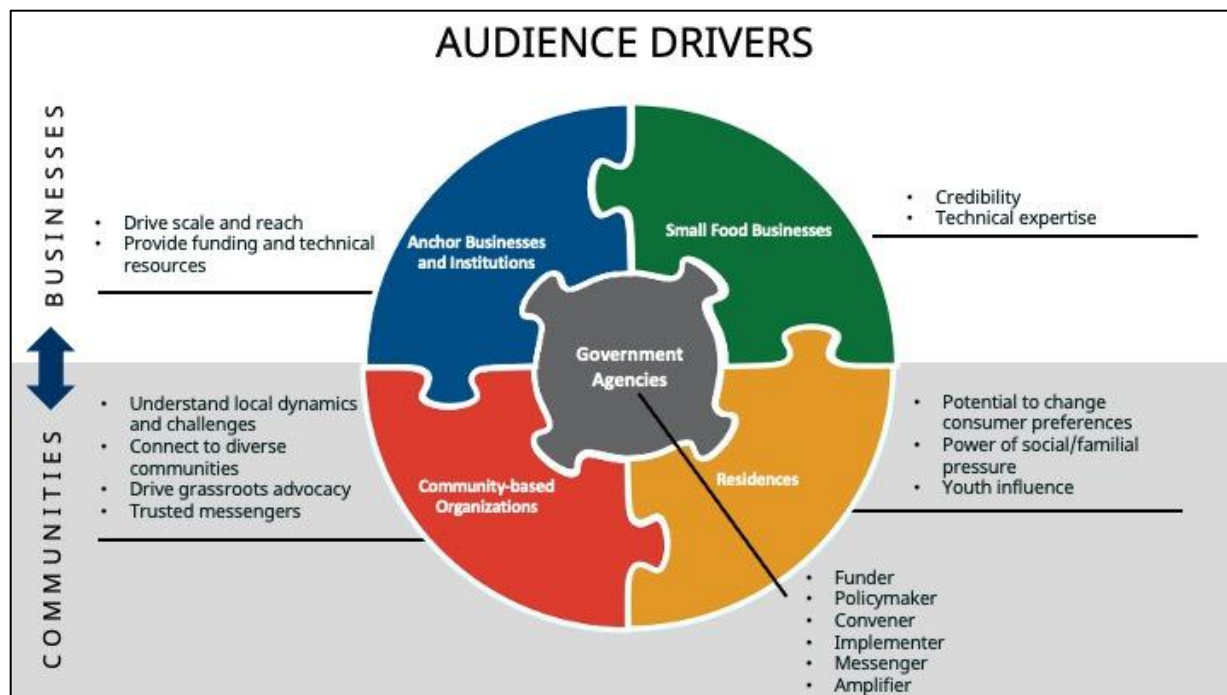 AUDIENCE DRIVERS
BUSINESSES
• Drive scale and reach
• Provide funding and technical
resources
Anchor Businesses
and Institutions
Small Food Businesses
• Credibility
• Technical expertise
Government
Agencies
COMMUNITIES
• Understand local dynamics
and challenges
• Connect to diverse
communities
• Drive grassroots advocacy
• Trusted messengers
Community-based
Organizations
Residences
• Potential to change
consumer preferences
• Power of social/familial
pressure
• Youth influence
• Funder
• Policymaker
• Convener
• Implementer
• Messenger
• Amplifier